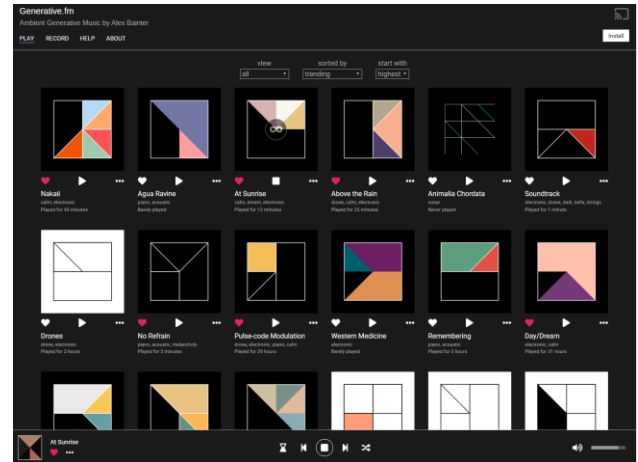 Generative.fm
Ambient Generative Music by Alex Bainter
PLAY RECORD HELP ABOUT
Install
view sorted by start with
all trending highest
Nakaii
calm, electronic
Played for 45 minutes
Agua Ravine
piano, acoustic
Barely played
At Sunrise
calm, dream, electronic
Played for 12 minutes
Above the Rain
drone, calm, electronic
Played for 25 minutes
Animalia Chordata
noise
Never played
Soundtrack
electronic, drone, dark, bells, strings
Played for 1 minute
Drones
drone, electronic
Played for 3 hours
No Refrain
piano, acoustic, melancholy
Played for 2 minutes
Pulse-code Modulation
drone, electronic, piano, calm
Played for 29 hours
Western Medicine
electronic
Barely played
Remembering
piano, acoustic
Played for 5 hours
Day/Dream
electronic, calm
Played for 31 hours
At Sunrise